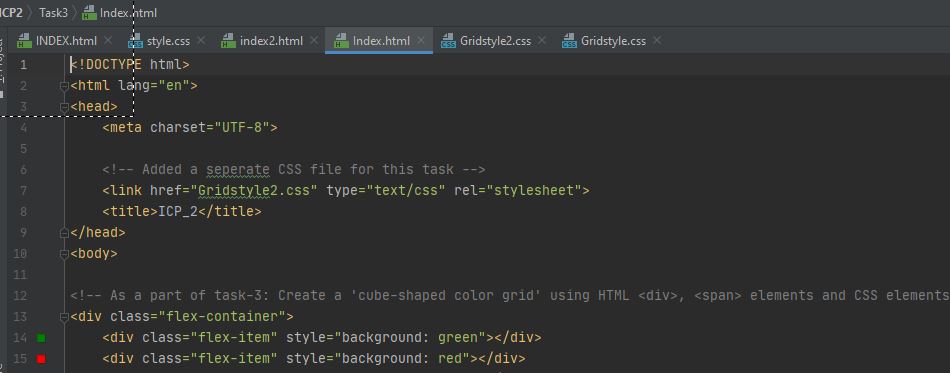 ICP2 > Task3 > Index.html
INDEX.html × style.css × index2.html × Index.html × Gridstyle2.css × Gridstyle.css ×
1 <!DOCTYPE html>
2 <html lang="en">
3 <head>
4 <meta charset="UTF-8">
5
6 <!-- Added a seperate CSS file for this task -->
7 <link href="Gridstyle2.css" type="text/css" rel="stylesheet">
8 <title>ICP_2</title>
9 </head>
10 <body>
11
12 <!-- As a part of task-3: Create a 'cube-shaped color grid' using HTML <div>, <span> elements and CSS elements
13 <div class="flex-container">
14 <div class="flex-item" style="background: green"></div>
15 <div class="flex-item" style="background: red"></div>